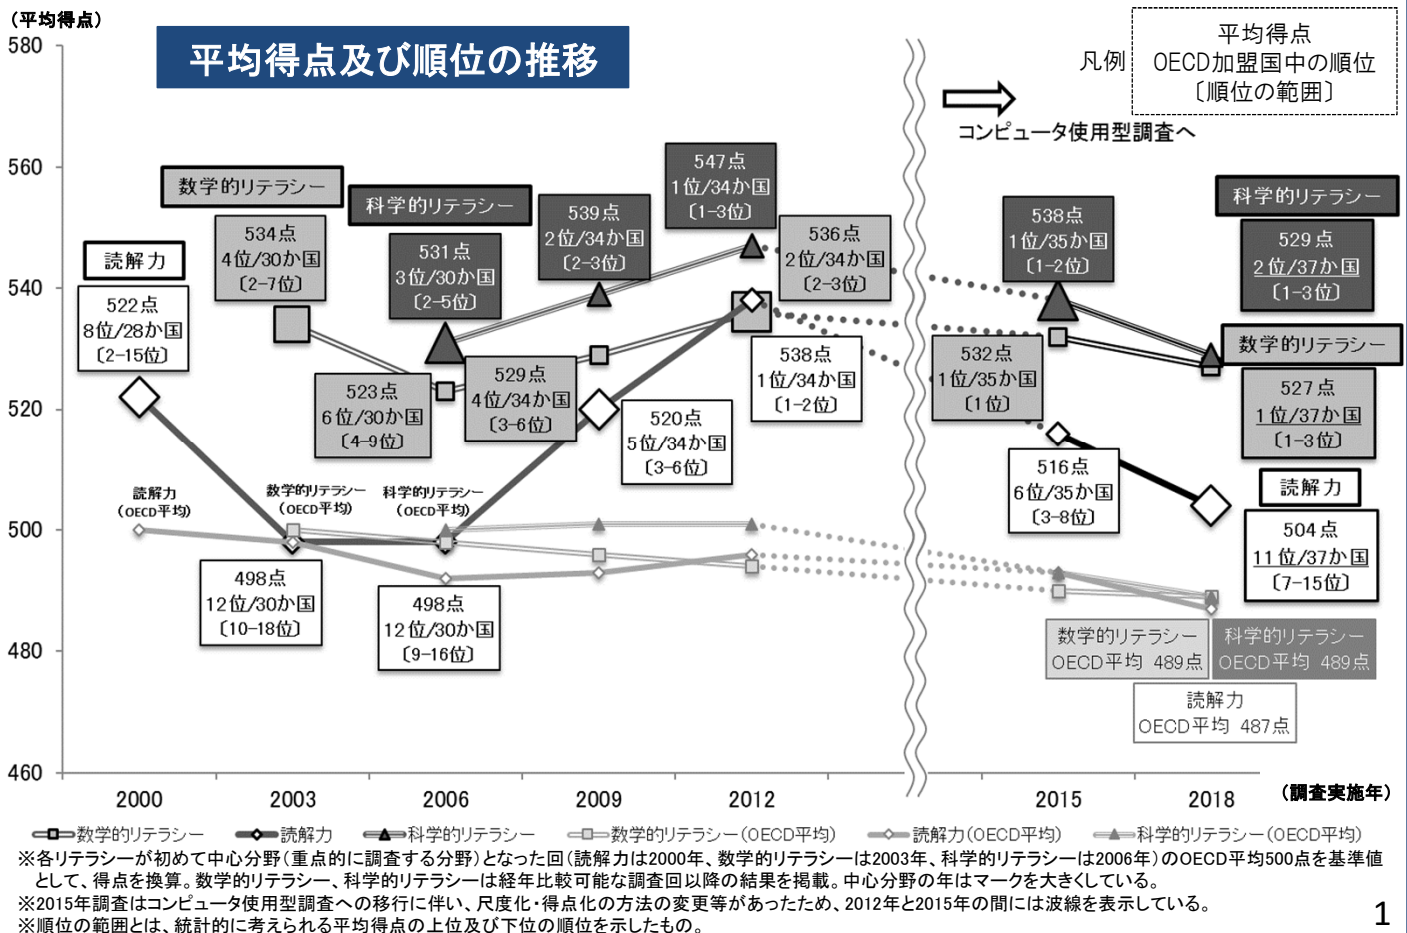 (平均得点)
平均得点及び順位の推移
凡例
平均得点
OECD加盟国中の順位
〔順位の範囲〕
コンピュータ使用型調査へ
580
560
540
520
500
480
460
読解力
522点
8位/28か国
〔2-15位〕
数学的リテラシー
534点
4位/30か国
〔2-7位〕
科学的リテラシー
531点
3位/30か国
〔2-5位〕
539点
2位/34か国
〔2-3位〕
547点
1位/34か国
〔1-3位〕
536点
2位/34か国
〔2-3位〕
538点
1位/35か国
〔1-2位〕
科学的リテラシー
529点
2位/37か国
〔1-3位〕
523点
6位/30か国
〔4-9位〕
529点
4位/34か国
〔3-6位〕
520点
5位/34か国
〔3-6位〕
538点
1位/34か国
〔1-2位〕
532点
1位/35か国
〔1位〕
数学的リテラシー
527点
1位/37か国
〔1-3位〕
516点
6位/35か国
〔3-8位〕
読解力
504点
11位/37か国
〔7-15位〕
読解力
(OECD平均)
数学的リテラシー
(OECD平均)
科学的リテラシー
(OECD平均)
498点
12位/30か国
〔10-18位〕
498点
12位/30か国
〔9-16位〕
数学的リテラシー
OECD平均 489点
科学的リテラシー
OECD平均 489点
読解力
OECD平均 487点
2000 2003 2006 2009 2012 2015 2018
(調査実施年)
数学的リテラシー 読解力 科学的リテラシー 数学的リテラシー(OECD平均) 読解力(OECD平均) 科学的リテラシー(OECD平均)
※各リテラシーが初めて中心分野(重点的に調査する分野)となった回(読解力は2000年、数学的リテラシーは2003年、科学的リテラシーは2006年)のOECD平均500点を基準値
として、得点を換算。数学的リテラシー、科学的リテラシーは経年比較可能な調査回以降の結果を掲載。中心分野の年はマークを大きくしている。
※2015年調査はコンピュータ使用型調査への移行に伴い、尺度化・得点化の方法の変更等があったため、2012年と2015年の間には波線を表示している。
※順位の範囲とは、統計的に考えられる平均得点の上位及び下位の順位を示したもの。
1